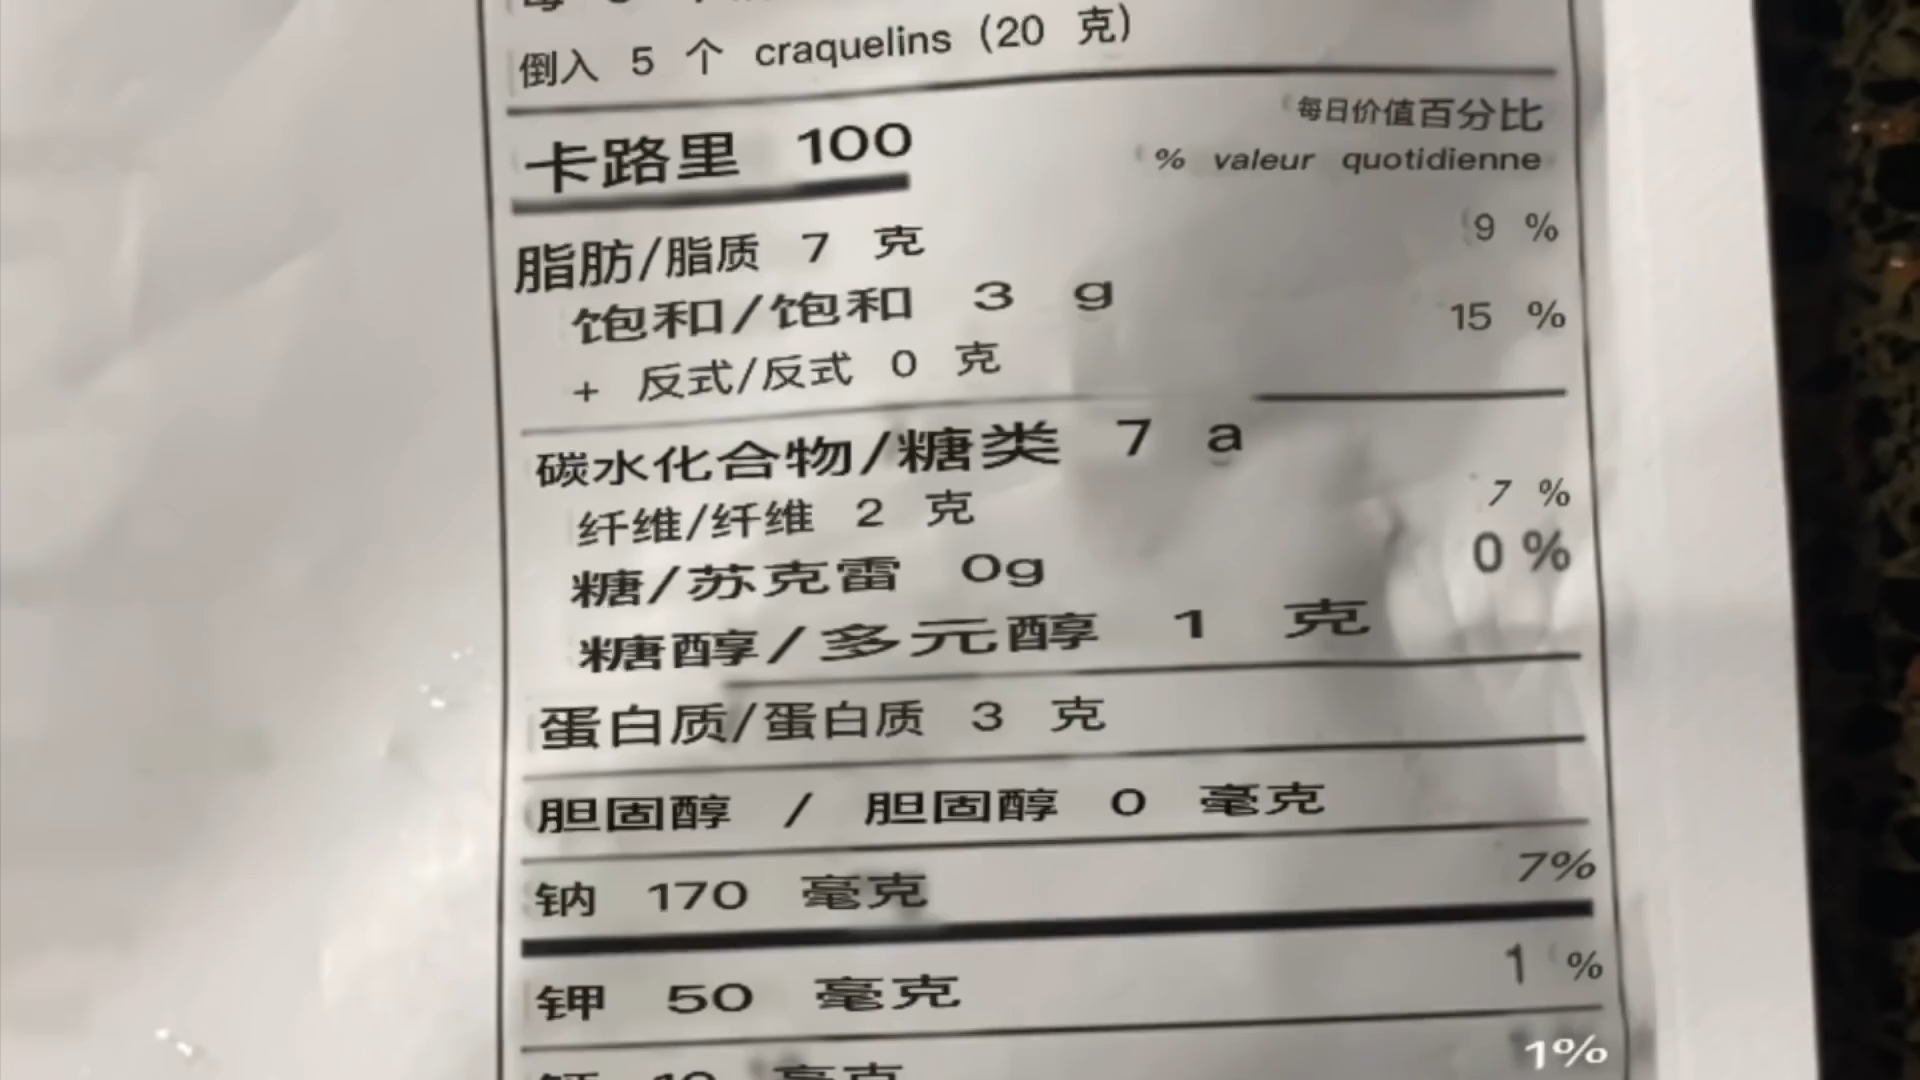 倒入 5 个 craquelins (20 克)
每日价值百分比
卡路里 100
% valeur quotidienne
脂肪/脂质 7 克 9 %
饱和/饱和 3 g 15 %
+ 反式/反式 0 克
碳水化合物/糖类 7 a
纤维/纤维 2 克 7 %
糖/苏克雷 0g 0 %
糖醇/多元醇 1 克
蛋白质/蛋白质 3 克
胆固醇 / 胆固醇 0 毫克
钠 170 毫克 7%
钾 50 毫克 1 %
1%